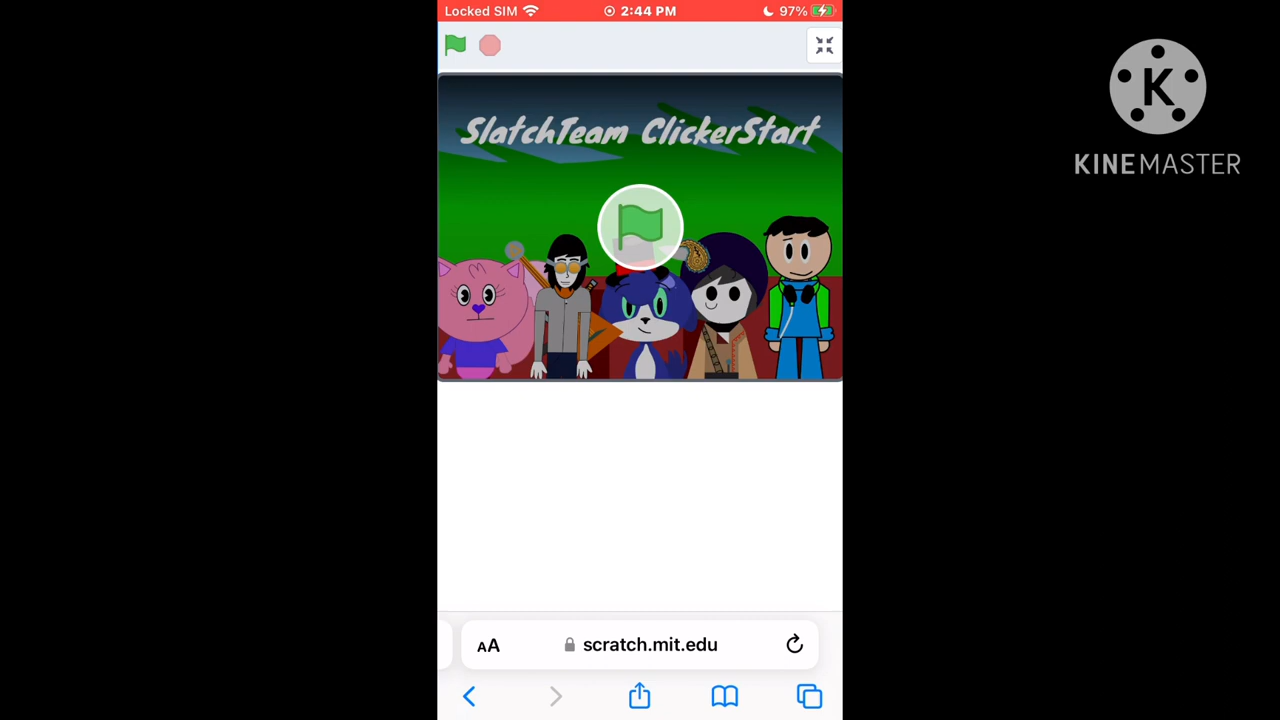 Locked SIM 2:44 PM 97%
SlatchTeam ClickerStart
K
KINEMASTER
AA scratch.mit.edu